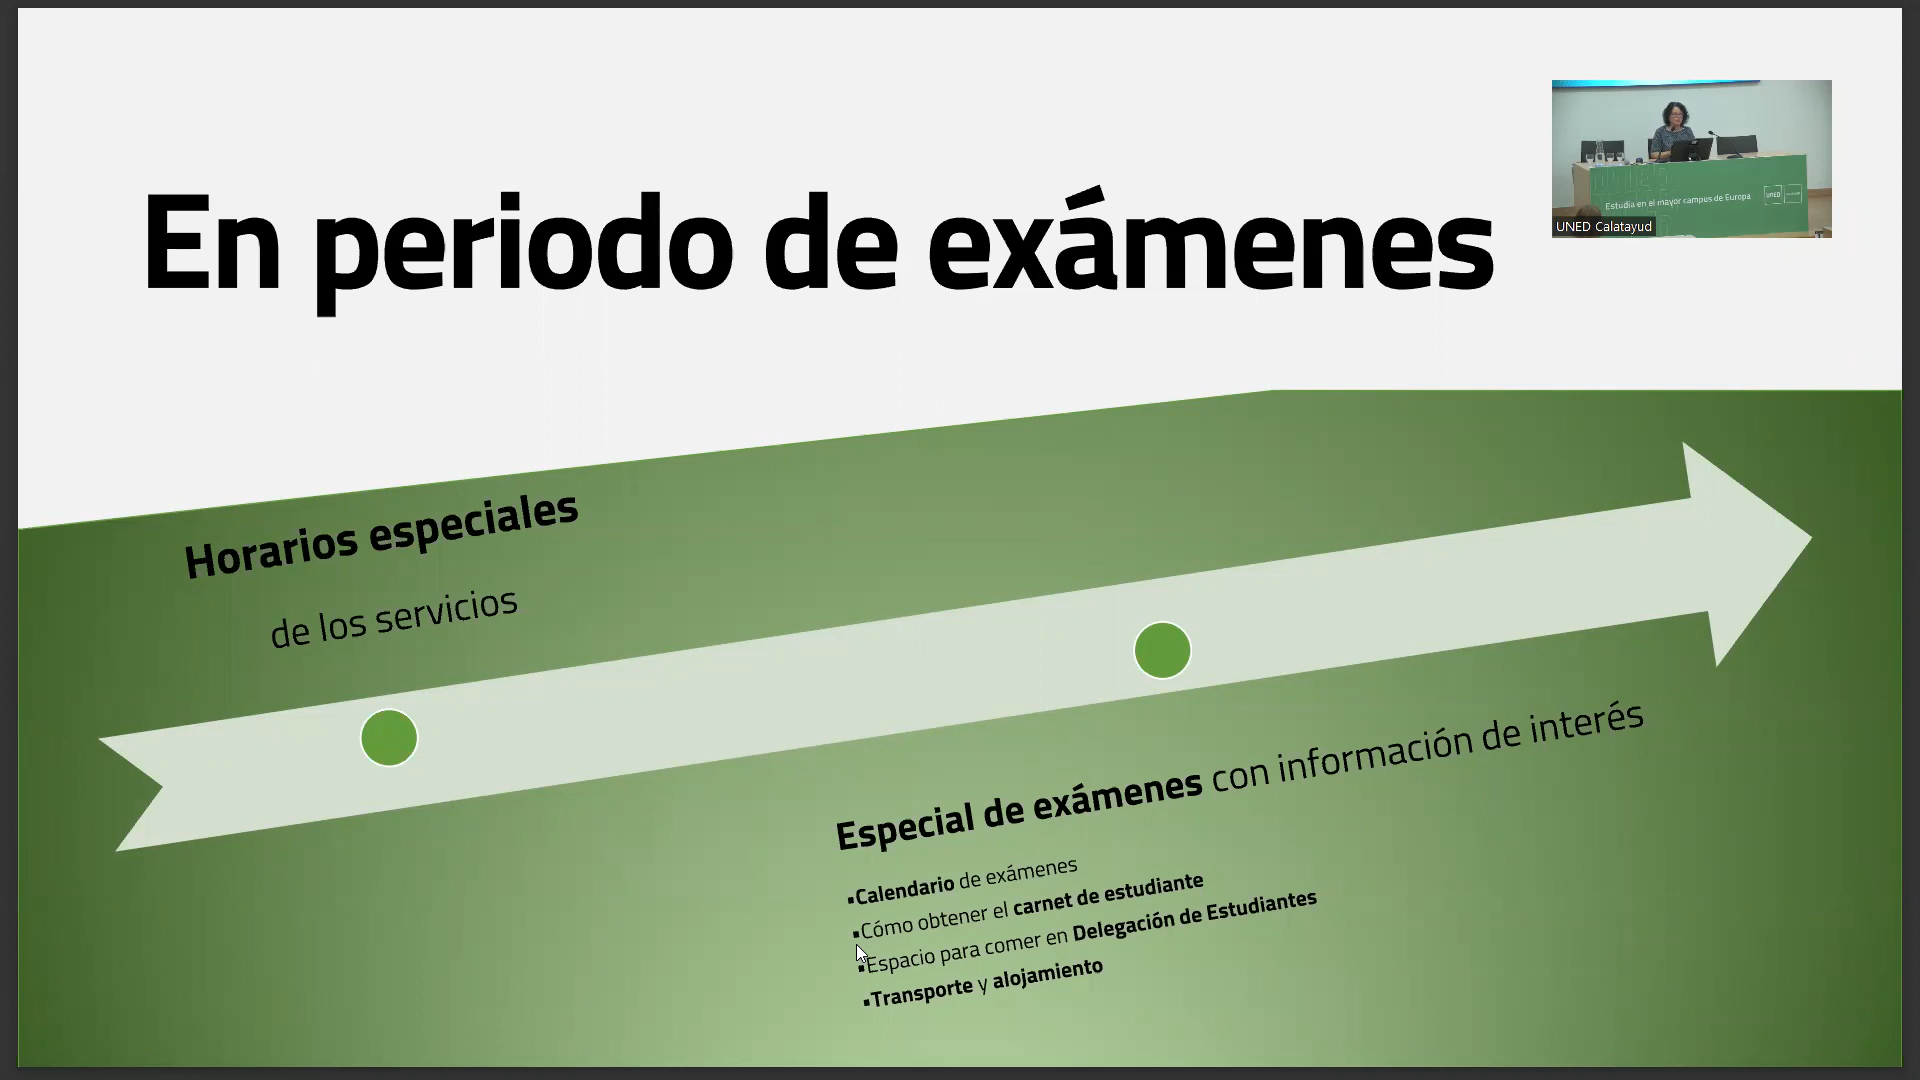 En periodo de exámenes
Estudia en el mayor campus de Europa
UNED
UNED Calatayud
Horarios especiales
de los servicios
Especial de exámenes con información de interés
▪Calendario de exámenes
▪Cómo obtener el carnet de estudiante
▪Espacio para comer en Delegación de Estudiantes
▪Transporte y alojamiento